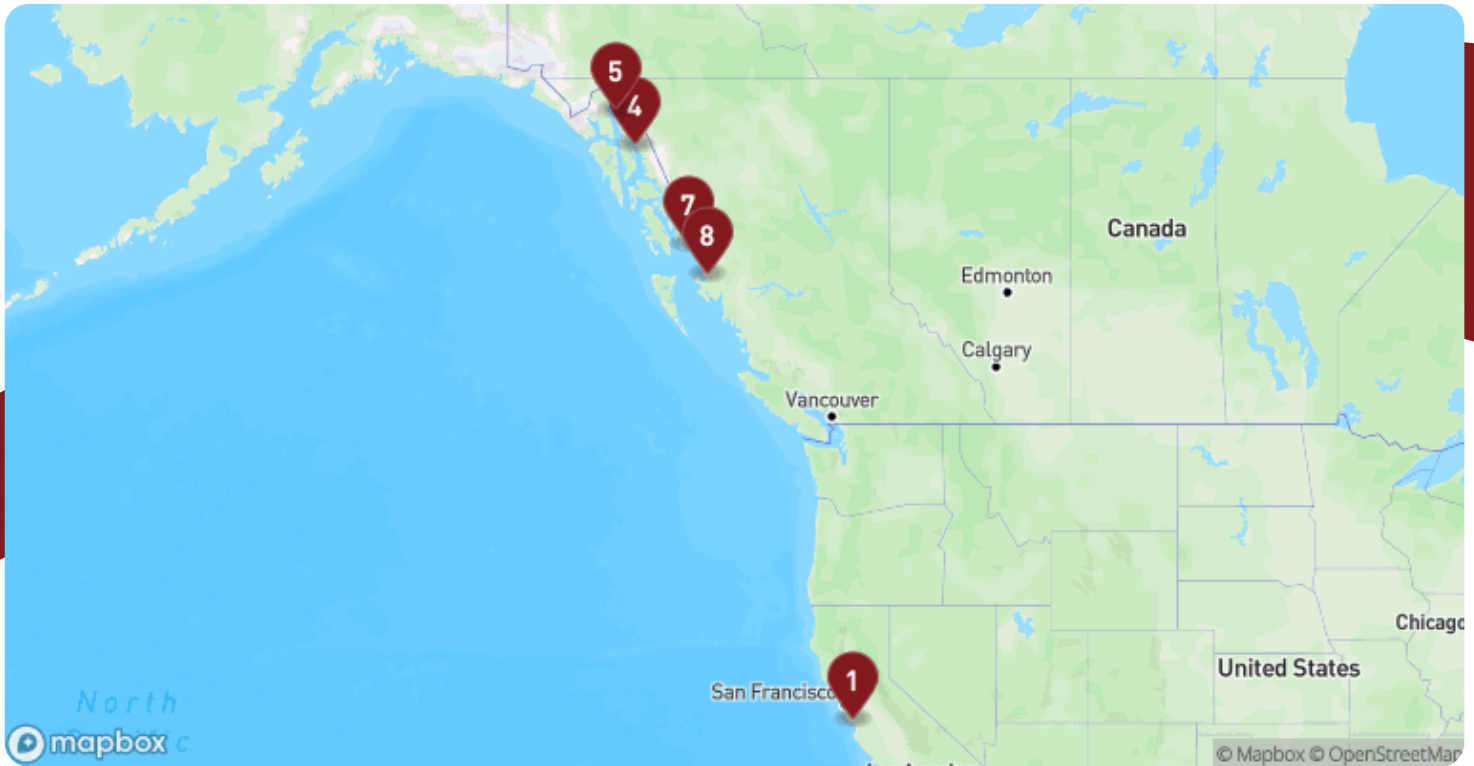 5
4
7
8
Canada
Edmonton
Calgary
Vancouver
Chicago
United States
1
San Francisco
North
mapbox
© Mapbox © OpenStreetMap